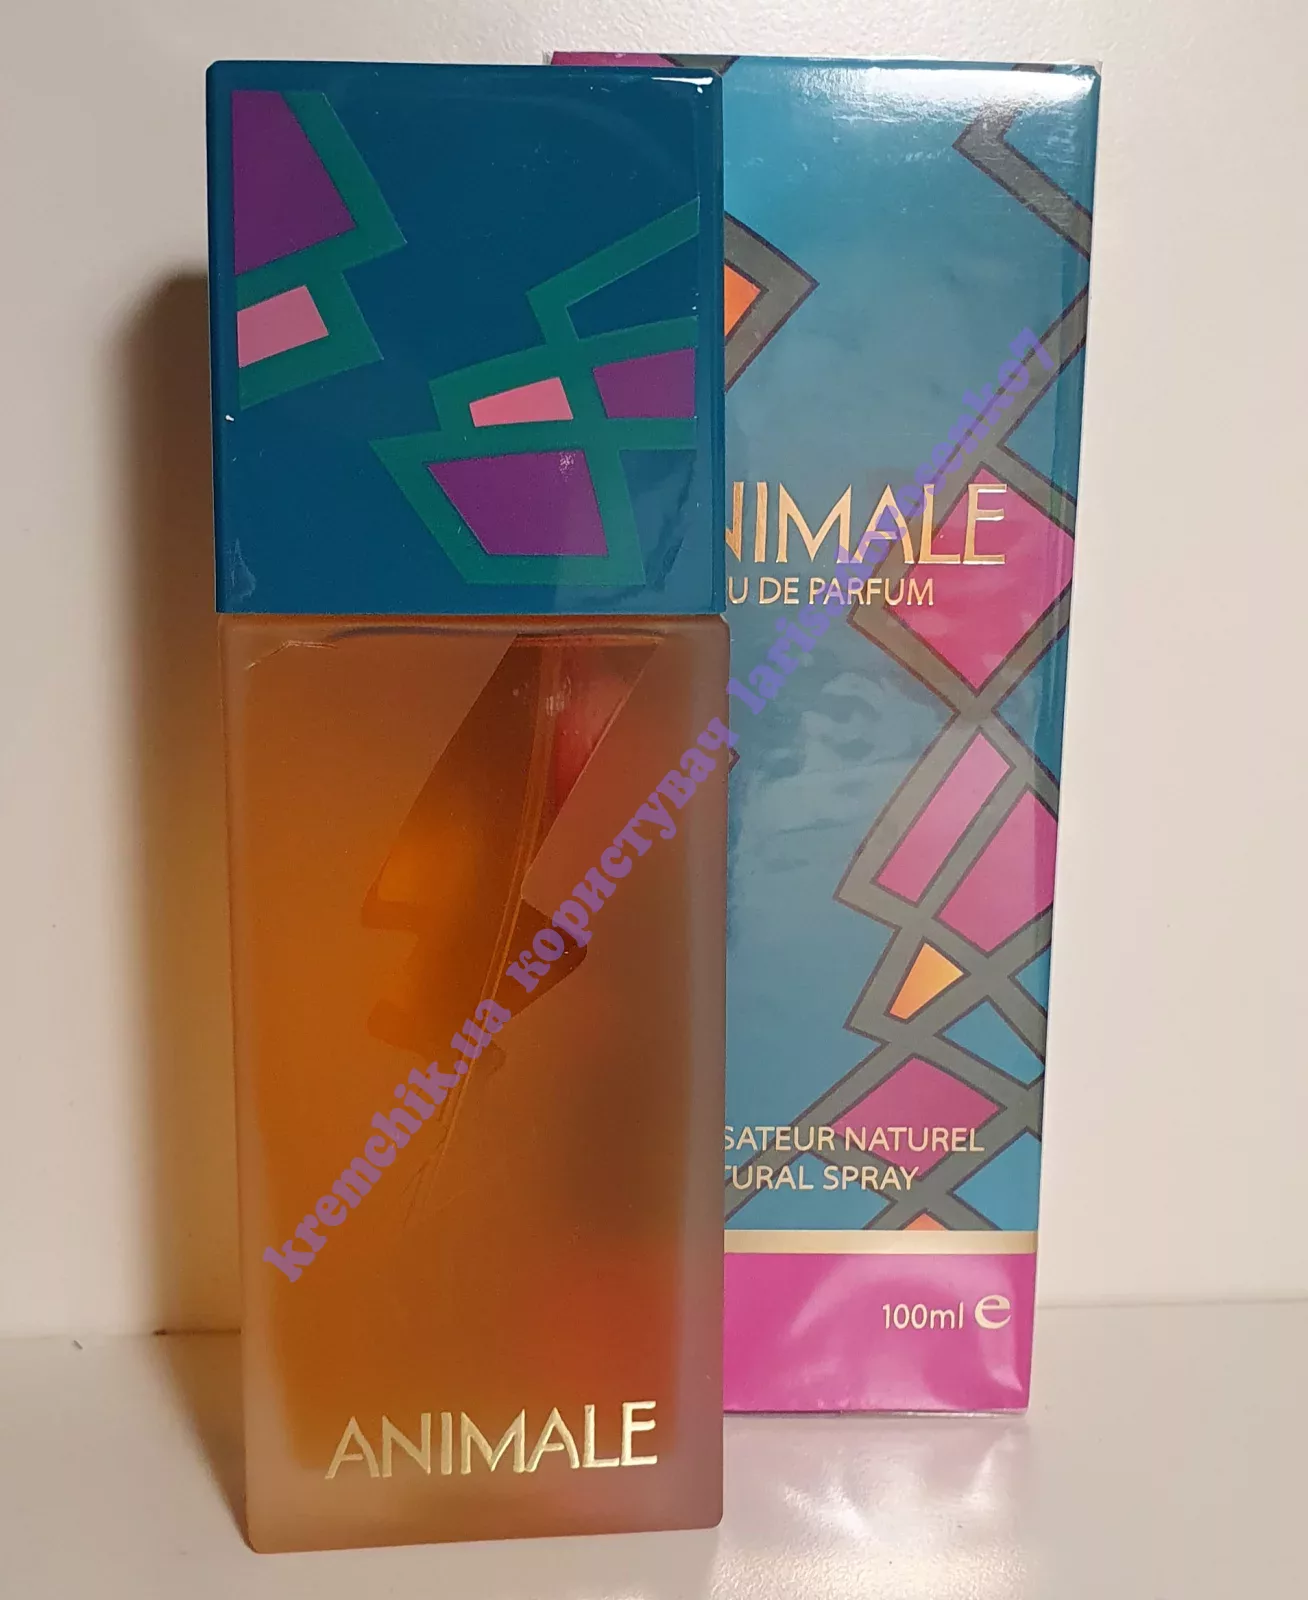 NIMALE
U DE PARFUM
kremchik.ua користувач
SATEUR NATUREL
TURAL SPRAY
100ml e
ANIMALE